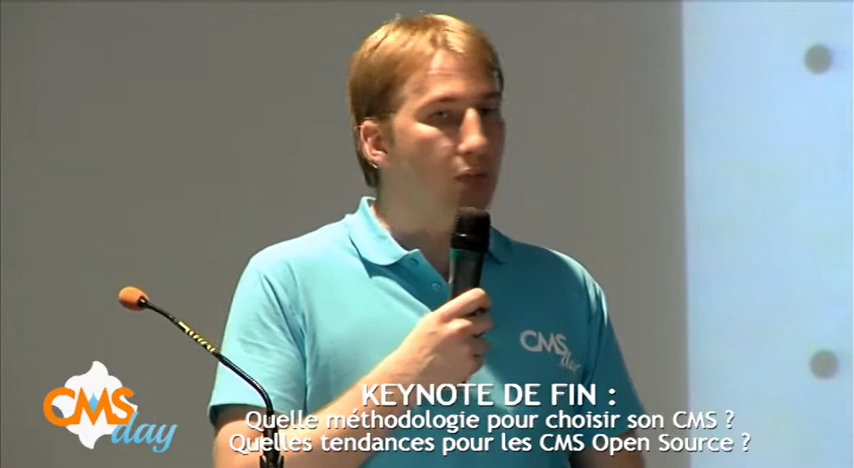 CMS
day
KEYNOTE DE FIN :
Quelle méthodologie pour choisir son CMS ?
Quelles tendances pour les CMS Open Source ?
CMS
day